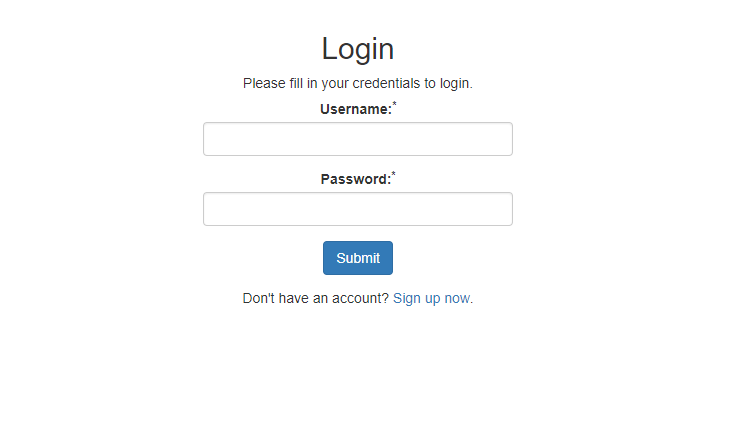 Login
Please fill in your credentials to login.
Username:*
Password:*
Submit
Don't have an account? Sign up now.